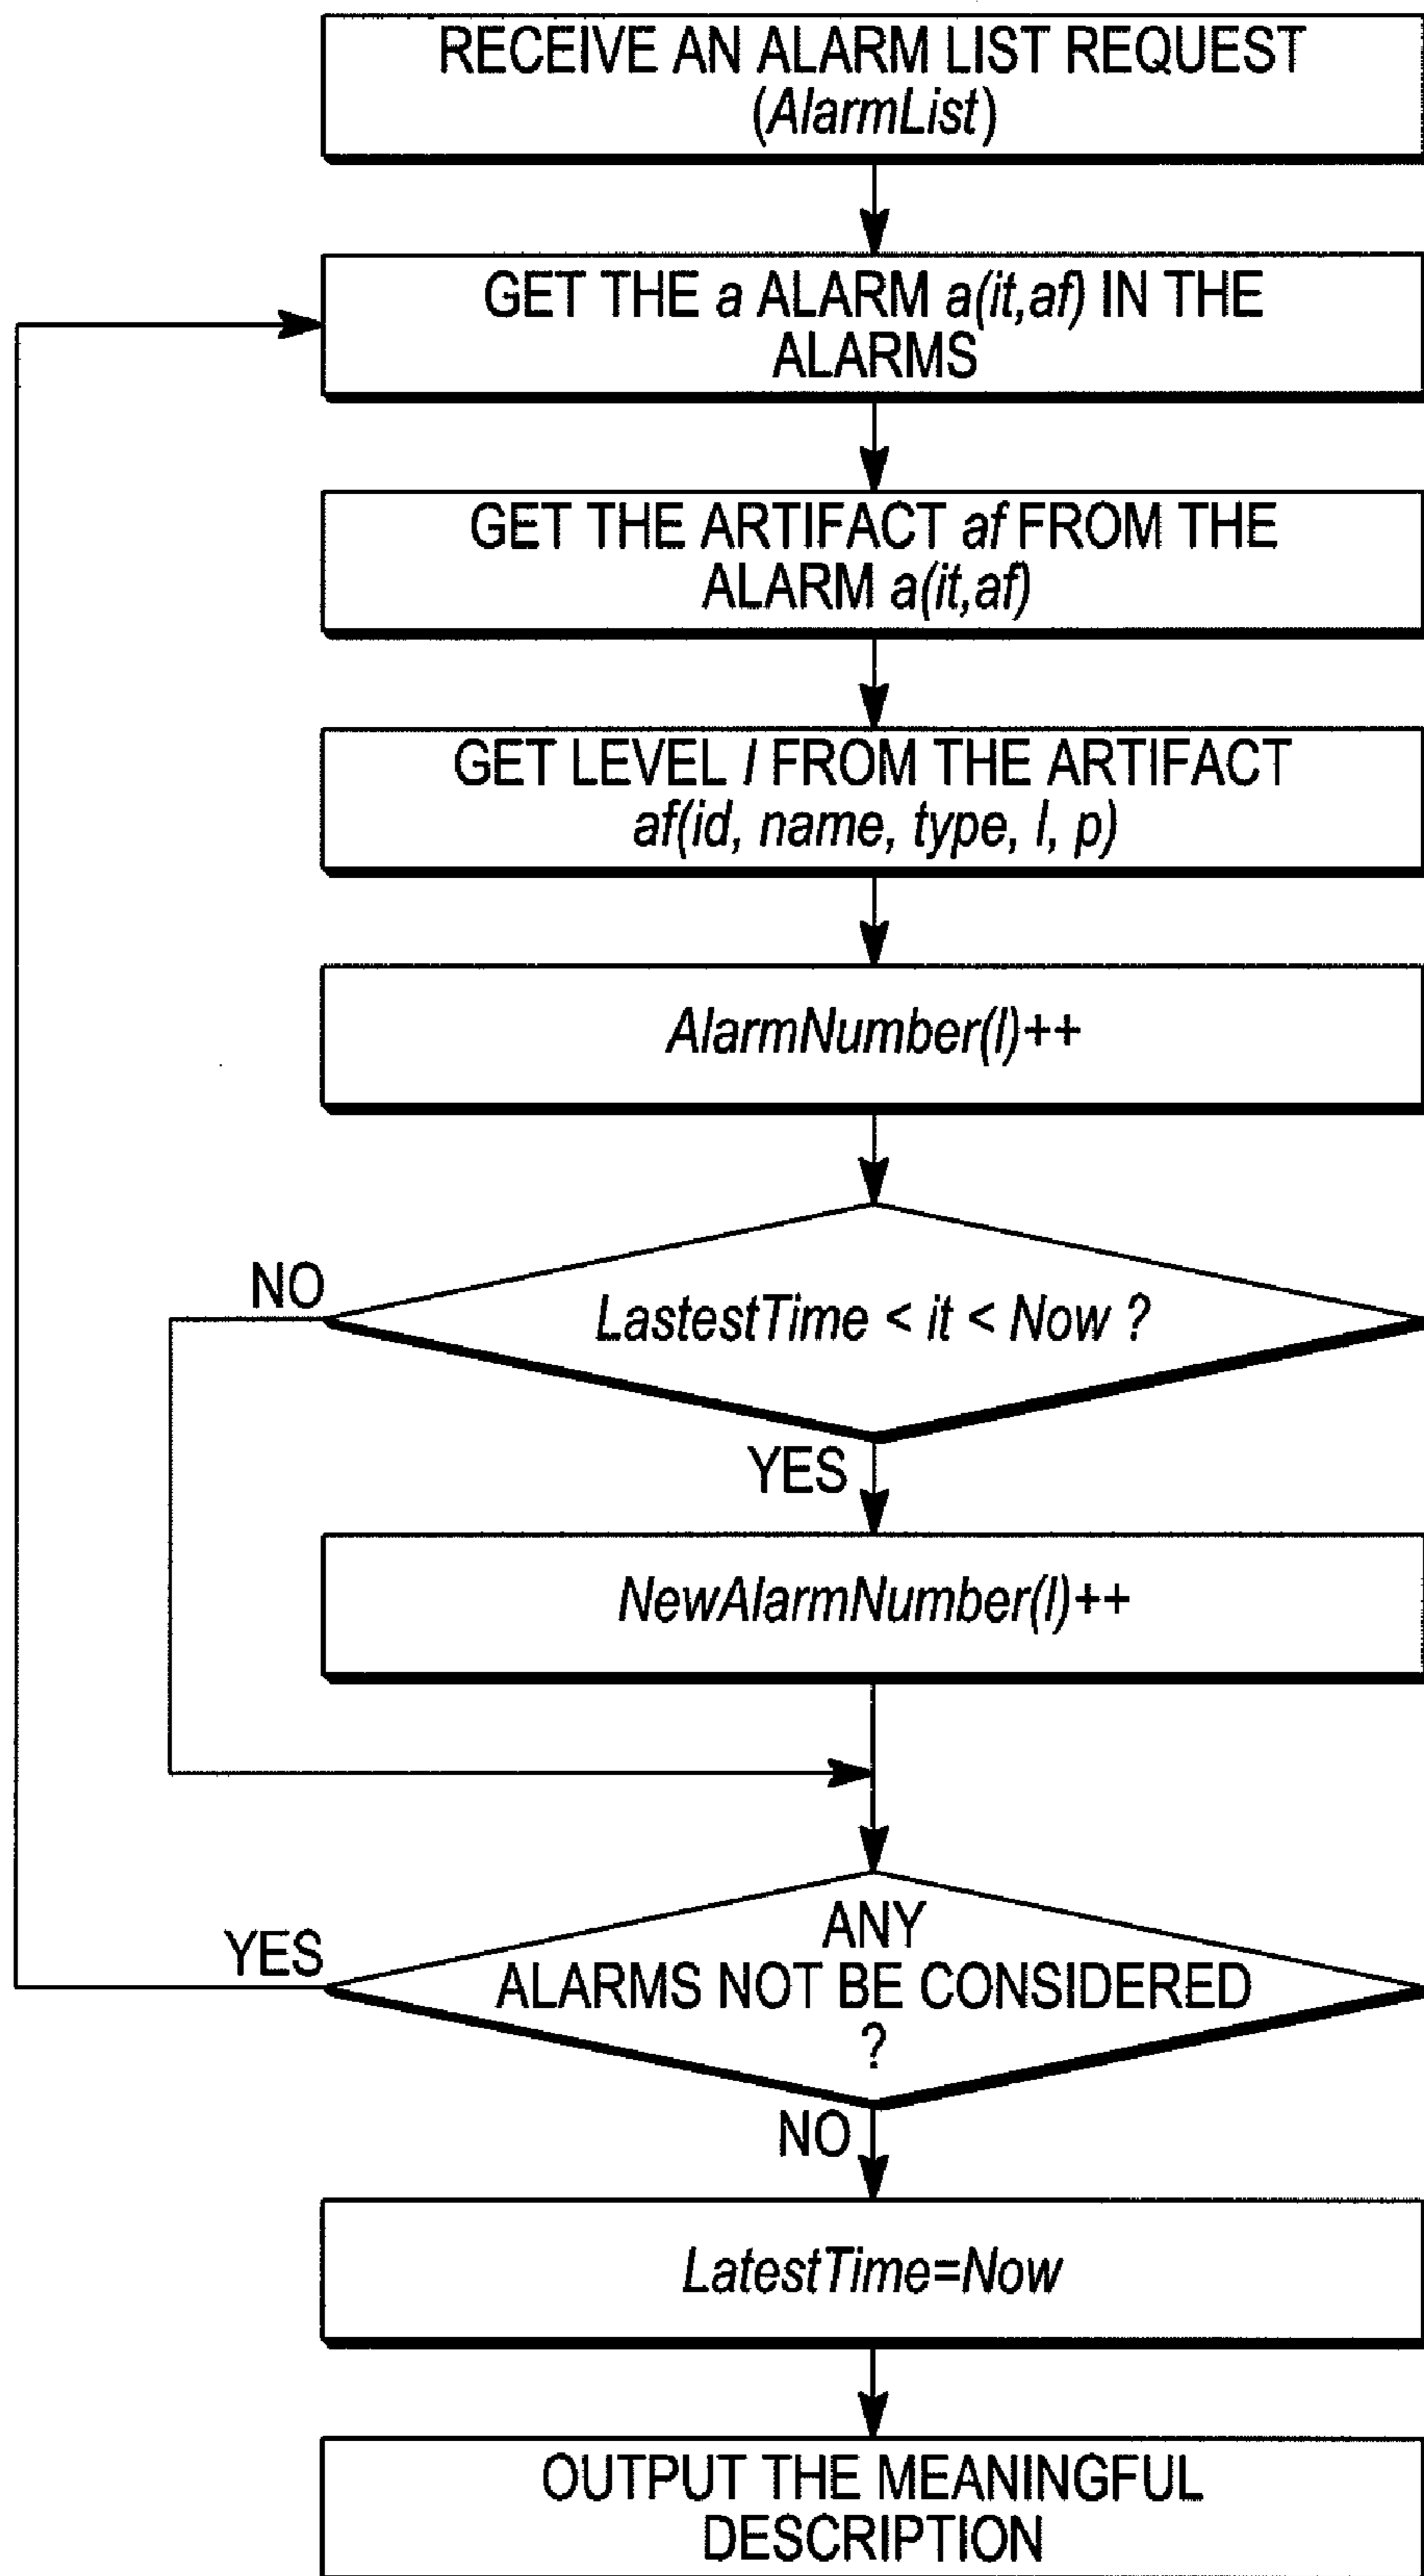 RECEIVE AN ALARM LIST REQUEST
(AlarmList)
GET THE a ALARM a(it,af) IN THE
ALARMS
GET THE ARTIFACT af FROM THE
ALARM a(it,af)
GET LEVEL l FROM THE ARTIFACT
af(id, name, type, l, p)
AlarmNumber(l)++
NO
LastestTime < it < Now ?
YES
NewAlarmNumber(l)++
YES
ANY
ALARMS NOT BE CONSIDERED
?
NO
LatestTime=Now
OUTPUT THE MEANINGFUL
DESCRIPTION